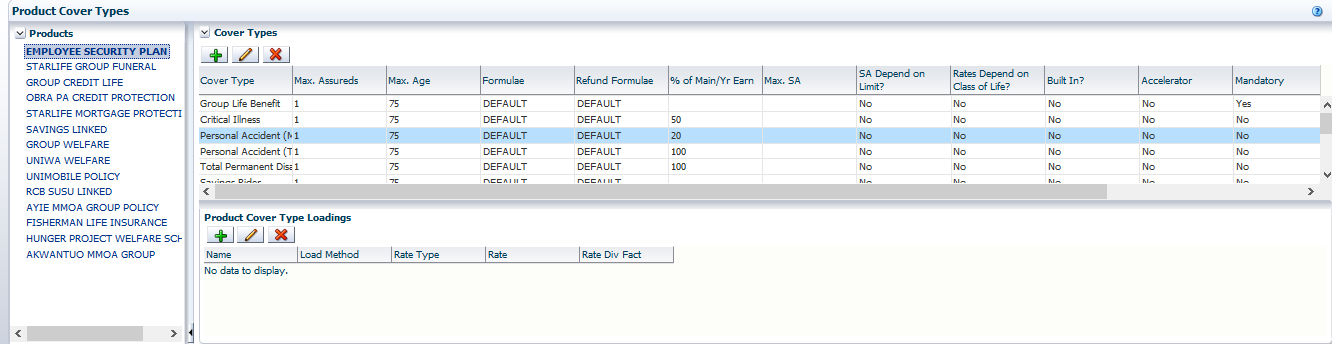 Product Cover Types
Products
EMPLOYEE SECURITY PLAN
STARLIFE GROUP FUNERAL
GROUP CREDIT LIFE
OBRA PA CREDIT PROTECTION
STARLIFE MORTGAGE PROTECTI
SAVINGS LINKED
GROUP WELFARE
UNIWA WELFARE
UNIMOBILE POLICY
RCB SUSU LINKED
AYIE MMOA GROUP POLICY
FISHERMAN LIFE INSURANCE
HUNGER PROJECT WELFARE SCH
AKWANTUO MMOA GROUP
Cover Types
Cover Type Max. Assureds Max. Age Formulae Refund Formulae % of Main/Yr Earn Max. SA SA Depend on Limit? Rates Depend on Class of Life? Built In? Accelerator Mandatory
Group Life Benefit 1 75 DEFAULT DEFAULT No No No No Yes
Critical Illness 1 75 DEFAULT DEFAULT 50 No No No No No
Personal Accident (M 1 75 DEFAULT DEFAULT 20 No No No No No
Personal Accident (T 1 75 DEFAULT DEFAULT 100 No No No No No
Total Permanent Disa 1 75 DEFAULT DEFAULT 100 No No No No No
Savings Rider 1 75 DEFAULT DEFAULT No No No No No
Product Cover Type Loadings
Name Load Method Rate Type Rate Rate Div Fact
No data to display.